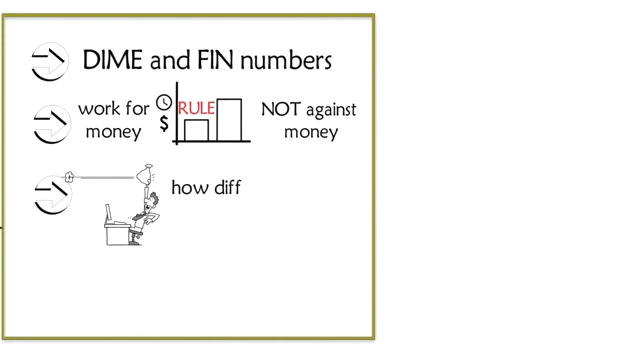 DIME and FIN numbers
work for money
$
RULE
NOT against money
how diff